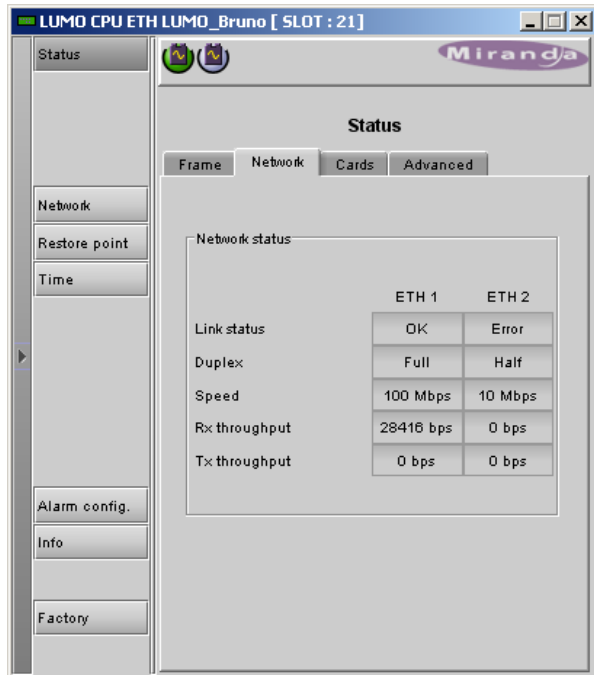 LUMO CPU ETH LUMO_Bruno [ SLOT : 21]
Status
Miranda
Status
Frame Network Cards Advanced
Network
Restore point
Time
Alarm config.
Info
Factory
Network status
ETH 1 ETH 2
Link status OK Error
Duplex Full Half
Speed 100 Mbps 10 Mbps
Rx throughput 28416 bps 0 bps
Tx throughput 0 bps 0 bps